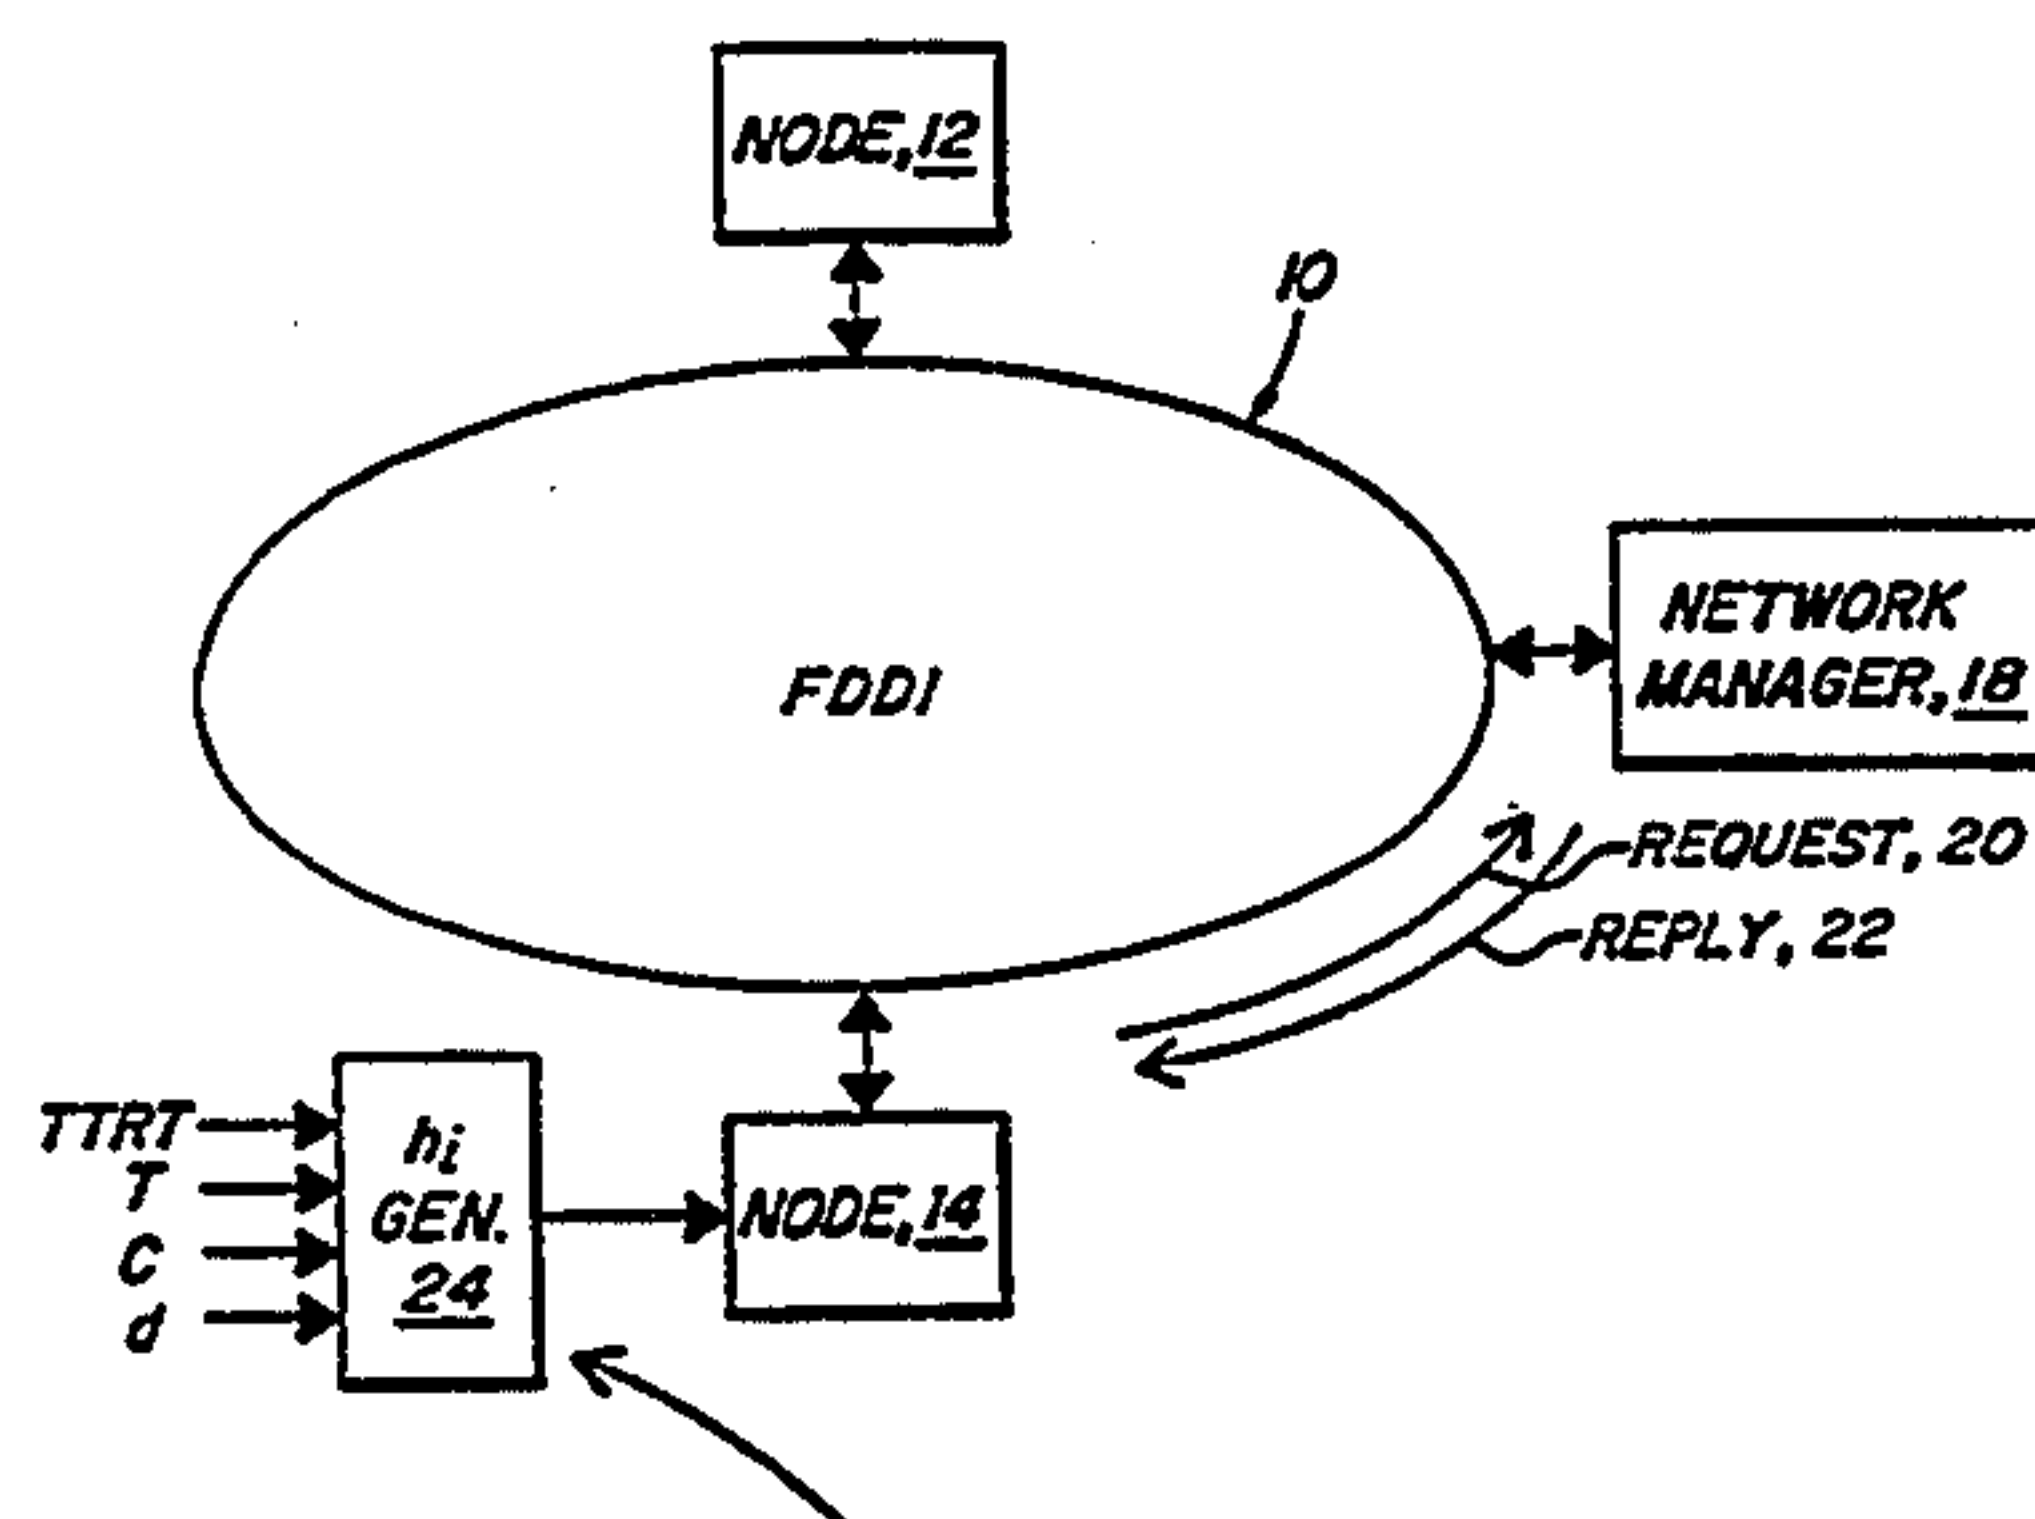 NODE, 12
10
NETWORK
MANAGER, 18
FDDI
REQUEST, 20
REPLY, 22
TTRT
T
C
d
hi
GEN.
24
NODE, 14